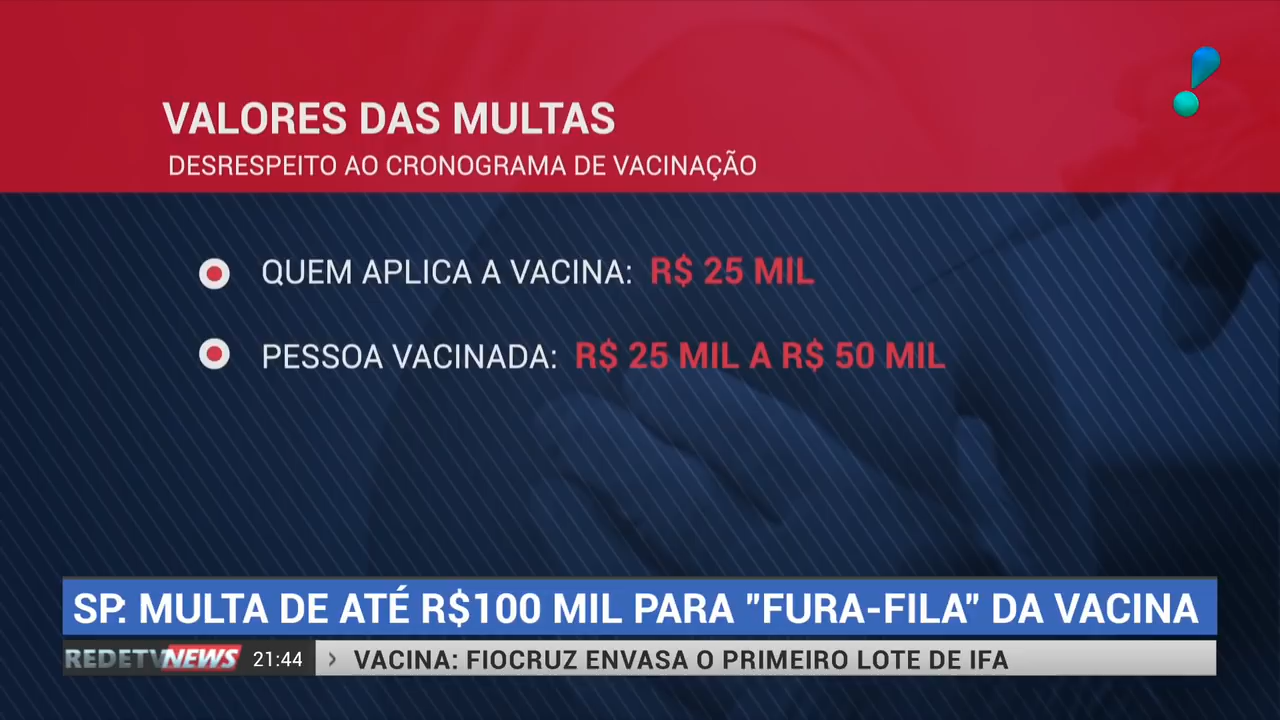 VALORES DAS MULTAS
DESRESPEITO AO CRONOGRAMA DE VACINAÇÃO
QUEM APLICA A VACINA: R$ 25 MIL
PESSOA VACINADA: R$ 25 MIL A R$ 50 MIL
SP: MULTA DE ATÉ R$100 MIL PARA "FURA-FILA" DA VACINA
REDETV NEWS 21:44 › VACINA: FIOCRUZ ENVASA O PRIMEIRO LOTE DE IFA